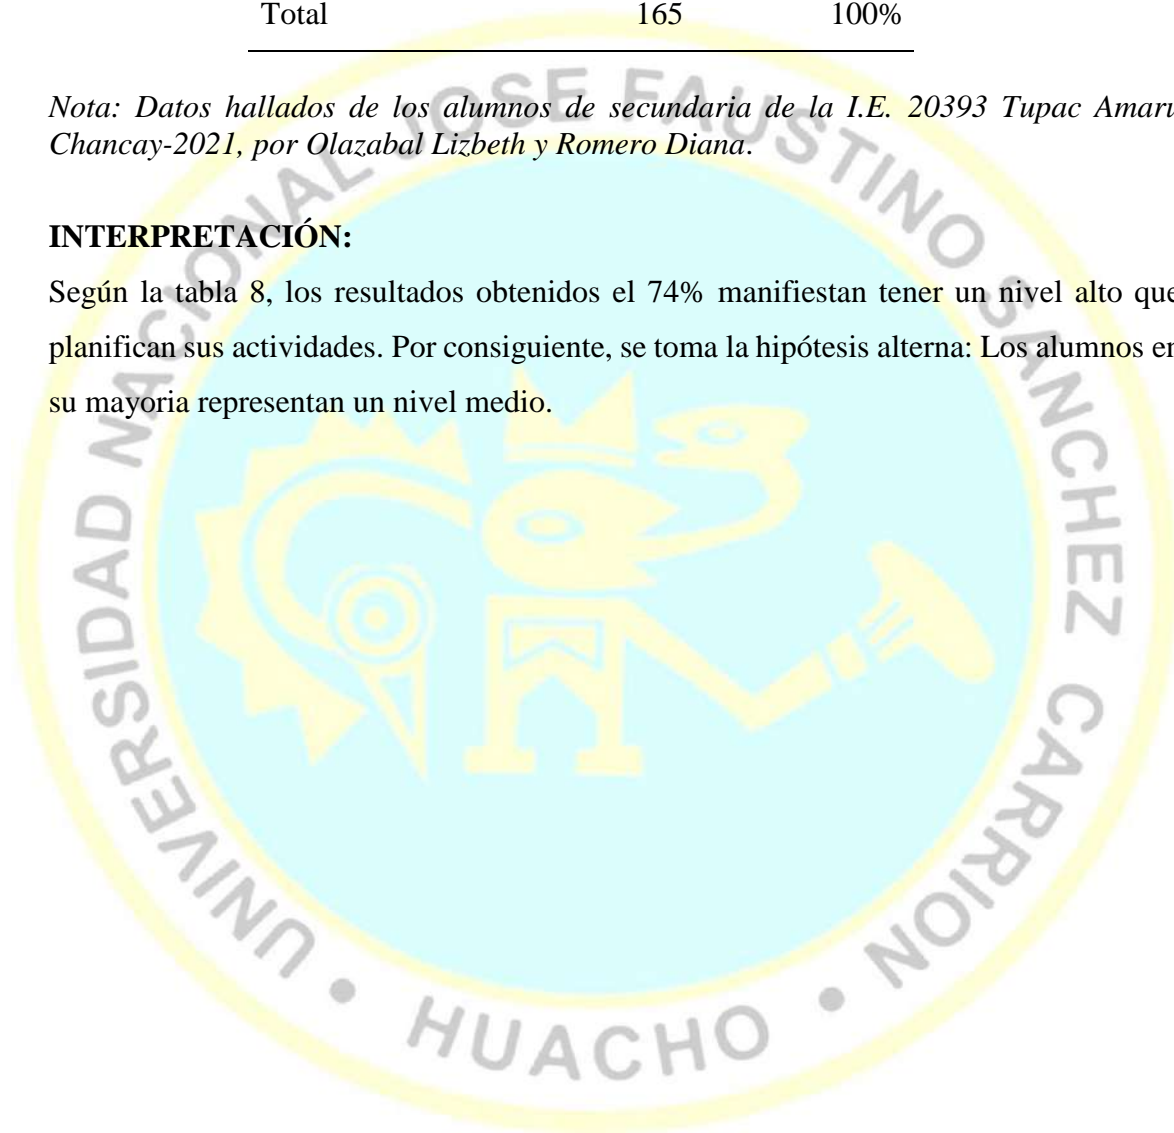 Total 165 100%
Nota: Datos hallados de los alumnos de secundaria de la I.E. 20393 Tupac Amaru
Chancay-2021, por Olazabal Lizbeth y Romero Diana.
INTERPRETACIÓN:
Según la tabla 8, los resultados obtenidos el 74% manifiestan tener un nivel alto que
planifican sus actividades. Por consiguiente, se toma la hipótesis alterna: Los alumnos en
su mayoria representan un nivel medio.
UNIVERSIDAD NACIONAL JOSE FAUSTINO SANCHEZ CARRION • HUACHO •